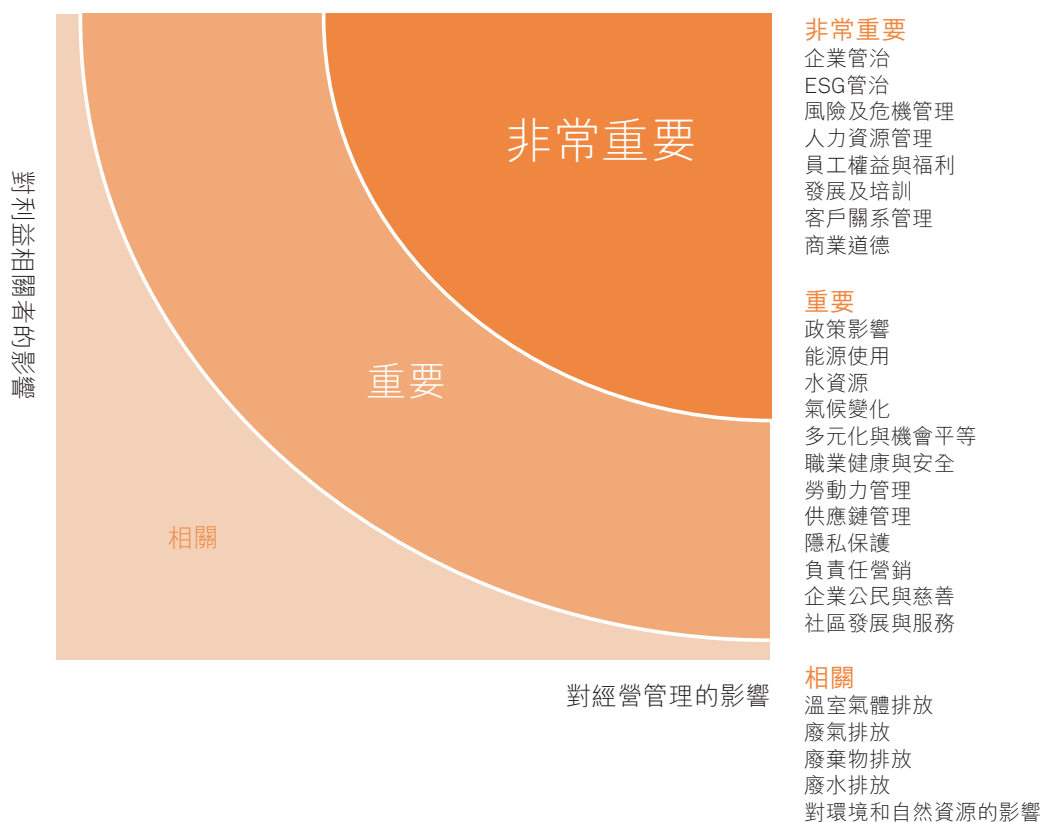 非常重要
重要
相關
對利益相關者的影響
對經營管理的影響
非常重要
企業管治
ESG管治
風險及危機管理
人力資源管理
員工權益與福利
發展及培訓
客戶關系管理
商業道德
重要
政策影響
能源使用
水資源
氣候變化
多元化與機會平等
職業健康與安全
勞動力管理
供應鏈管理
隱私保護
負責任營銷
企業公民與慈善
社區發展與服務
相關
溫室氣體排放
廢氣排放
廢棄物排放
廢水排放
對環境和自然資源的影響